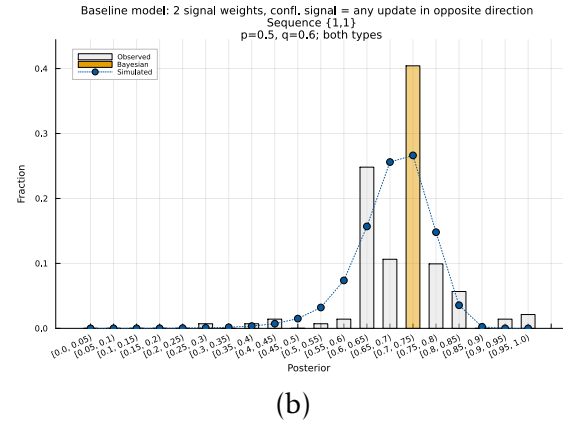 Baseline model: 2 signal weights, confl. signal = any update in opposite direction
Sequence {1,1}
p=0.5, q=0.6; both types
Observed
Bayesian
Simulated
Fraction
0.4
0.3
0.2
0.1
0.0
[0.0, 0.05)
[0.05, 0.1)
[0.1, 0.15)
[0.15, 0.2)
[0.2, 0.25)
[0.25, 0.3)
[0.3, 0.35)
[0.35, 0.4)
[0.4, 0.45)
[0.45, 0.5)
[0.5, 0.55)
[0.55, 0.6)
[0.6, 0.65)
[0.65, 0.7)
[0.7, 0.75)
[0.75, 0.8)
[0.8, 0.85)
[0.85, 0.9)
[0.9, 0.95)
[0.95, 1.0)
Posterior
(b)